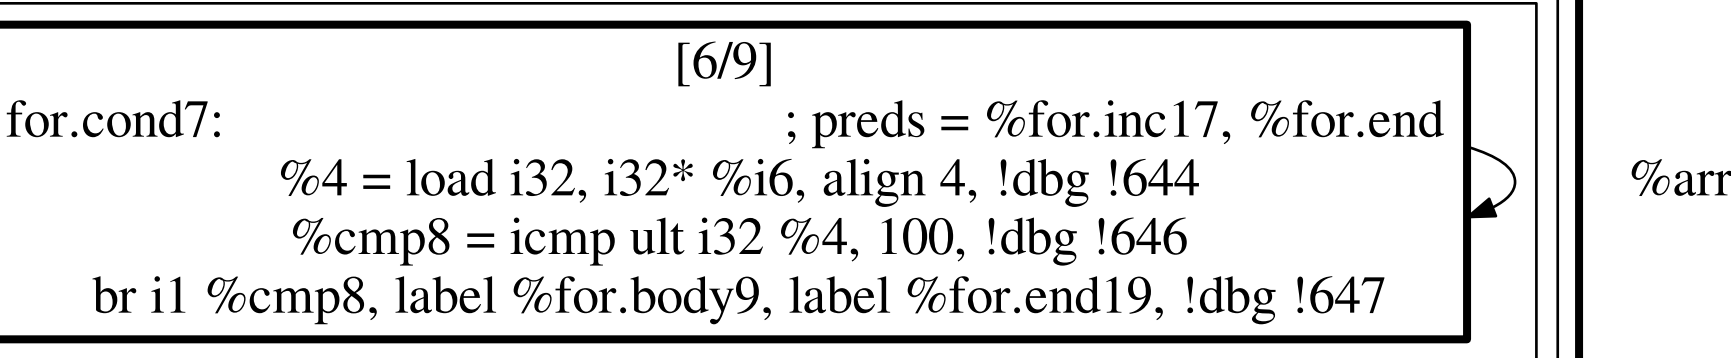 [6/9]
for.cond7: ; preds = %for.inc17, %for.end
%4 = load i32, i32* %i6, align 4, !dbg !644
%arr
%cmp8 = icmp ult i32 %4, 100, !dbg !646
br i1 %cmp8, label %for.body9, label %for.end19, !dbg !647